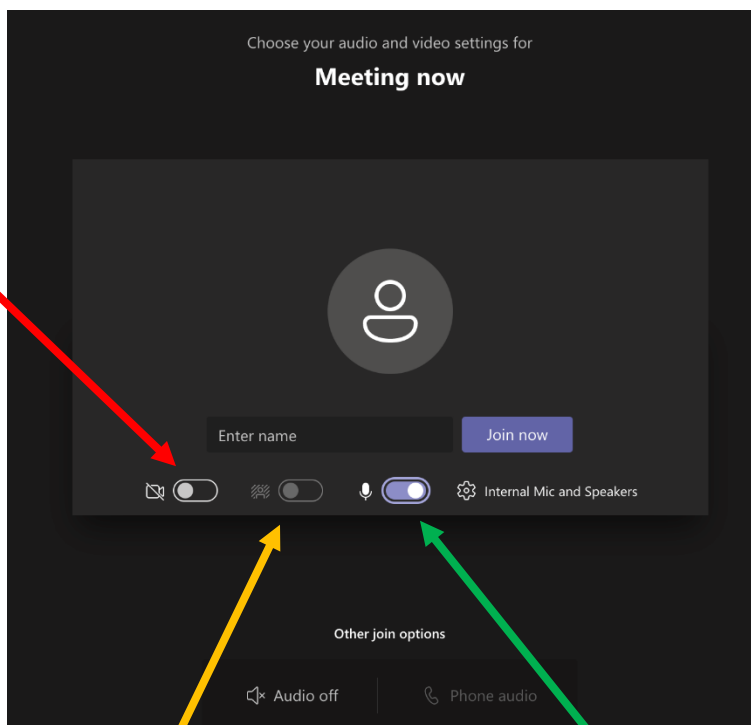 Choose your audio and video settings for
Meeting now
Enter name
Join now
Internal Mic and Speakers
Other join options
Audio off
Phone audio